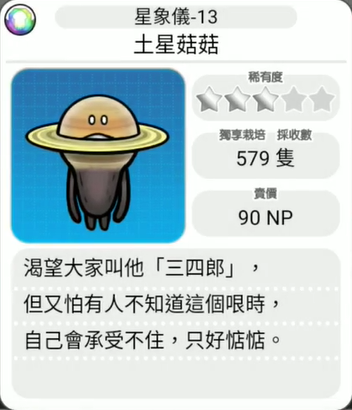 星象儀-13
土星菇菇
稀有度
獨享栽培 採收數
579 隻
賣價
90 NP
渴望大家叫他「三四郎」，
但又怕有人不知道這個哏時，
自己會承受不住，只好惦惦。